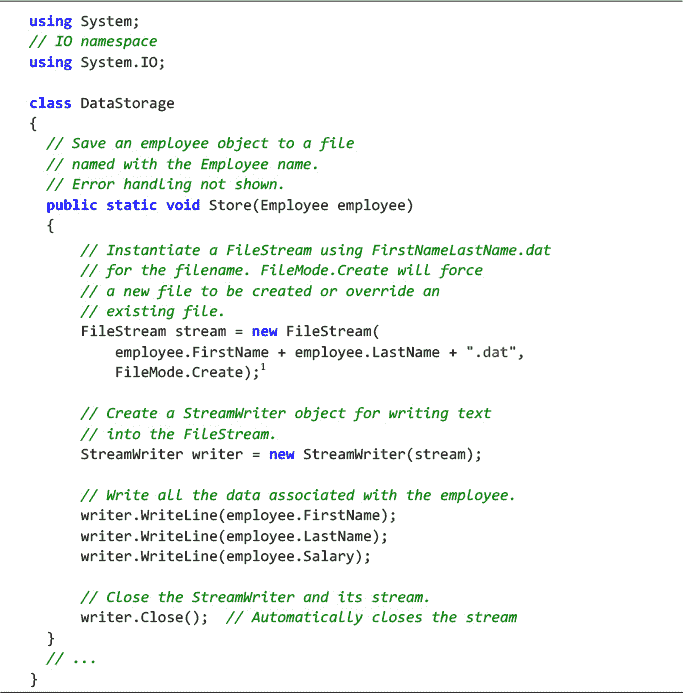 using System;
// IO namespace
using System.IO;

class DataStorage
{
  // Save an employee object to a file
  // named with the Employee name.
  // Error handling not shown.
  public static void Store(Employee employee)
  {
      // Instantiate a FileStream using FirstNameLastName.dat
      // for the filename. FileMode.Create will force
      // a new file to be created or override an
      // existing file.
      FileStream stream = new FileStream(
          employee.FirstName + employee.LastName + ".dat",
          FileMode.Create);¹

      // Create a StreamWriter object for writing text
      // into the FileStream.
      StreamWriter writer = new StreamWriter(stream);

      // Write all the data associated with the employee.
      writer.WriteLine(employee.FirstName);
      writer.WriteLine(employee.LastName);
      writer.WriteLine(employee.Salary);

      // Close the StreamWriter and its stream.
      writer.Close();  // Automatically closes the stream
  }
  // ...
}